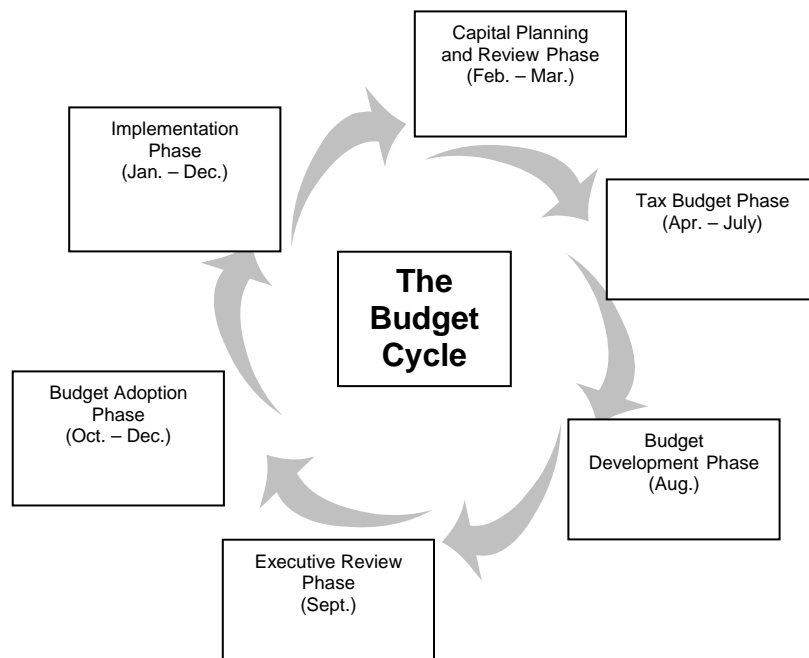 Capital Planning
and Review Phase
(Feb. – Mar.)
Implementation
Phase
(Jan. – Dec.)
Tax Budget Phase
(Apr. – July)
The
Budget
Cycle
Budget Adoption
Phase
(Oct. – Dec.)
Budget
Development Phase
(Aug.)
Executive Review
Phase
(Sept.)